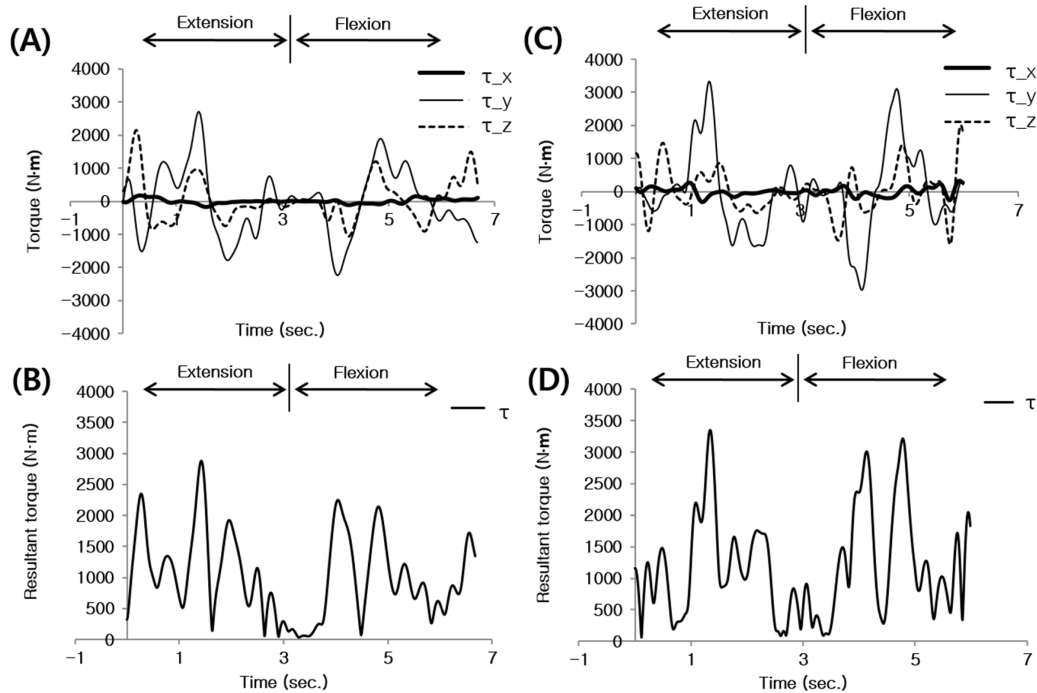 (A)
Extension Flexion
4000
3000
2000
1000
0
−1000
−2000
−3000
−4000
−1 1 3 5 7
Torque (N·m)
Time (sec.)
τ_x
τ_y
τ_z
(C)
Extension Flexion
4000
3000
2000
1000
0
−1000
−2000
−3000
−4000
−1 1 3 5 7
Torque (N·m)
Time (sec.)
τ_x
τ_y
τ_z
(B)
Extension Flexion
4000
3500
3000
2500
2000
1500
1000
500
0
−1 1 3 5 7
Resultant torque (N·m)
Time (sec.)
τ
(D)
Extension Flexion
4000
3500
3000
2500
2000
1500
1000
500
0
−1 1 3 5 7
Resultant torque (N·m)
Time (sec.)
τ